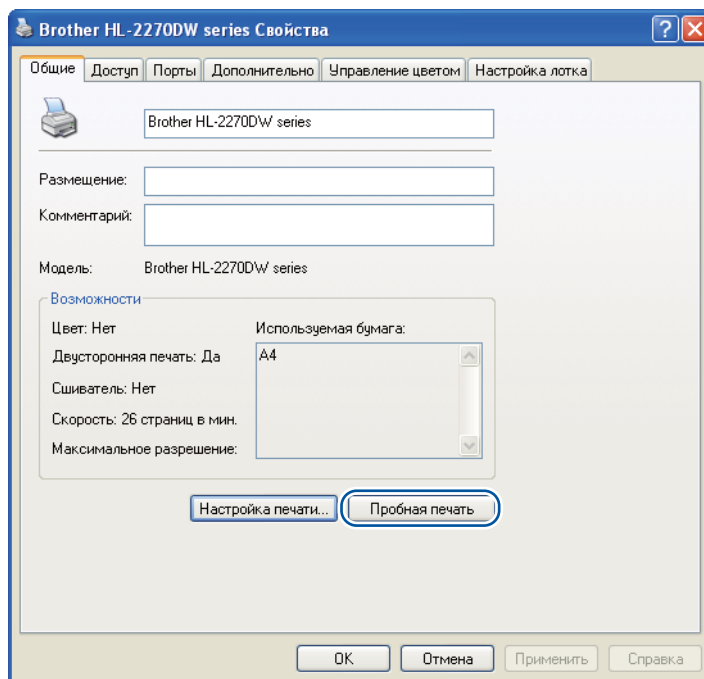 Brother HL-2270DW series Свойства
Общие Доступ Порты Дополнительно Управление цветом Настройка лотка
Brother HL-2270DW series
Размещение:
Комментарий:
Модель: Brother HL-2270DW series
Возможности
Цвет: Нет Используемая бумага:
Двусторонняя печать: Да A4
Сшиватель: Нет
Скорость: 26 страниц в мин.
Максимальное разрешение:
Настройка печати... Пробная печать
OK Отмена Применить Справка